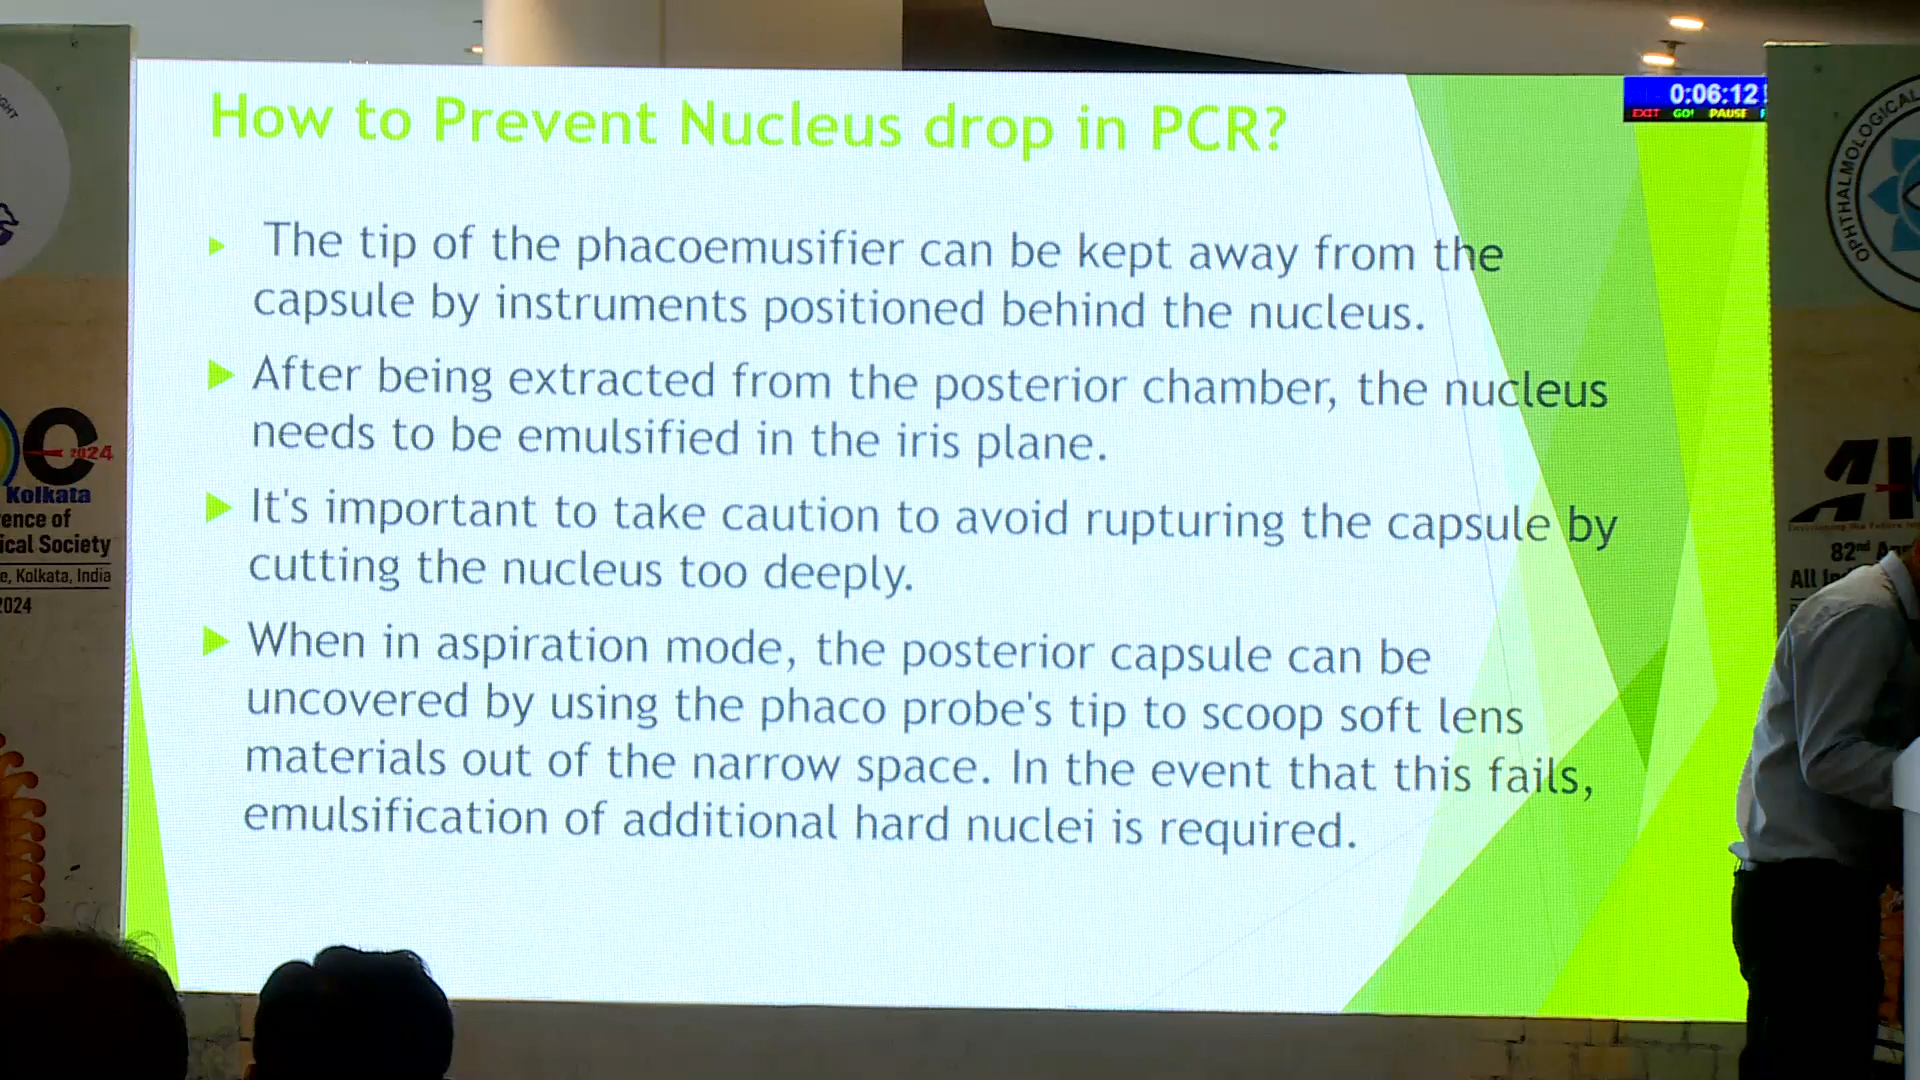 How to Prevent Nucleus drop in PCR?
0:06:12
EXIT GO! PAUSE
The tip of the phacoemusifier can be kept away from the
capsule by instruments positioned behind the nucleus.
After being extracted from the posterior chamber, the nucleus
needs to be emulsified in the iris plane.
It's important to take caution to avoid rupturing the capsule by
cutting the nucleus too deeply.
When in aspiration mode, the posterior capsule can be
uncovered by using the phaco probe's tip to scoop soft lens
materials out of the narrow space. In the event that this fails,
emulsification of additional hard nuclei is required.
2024
Kolkata
ence of
ical Society
e, Kolkata, India
2024
OPHTHALMOLOGICAL
82nd
All